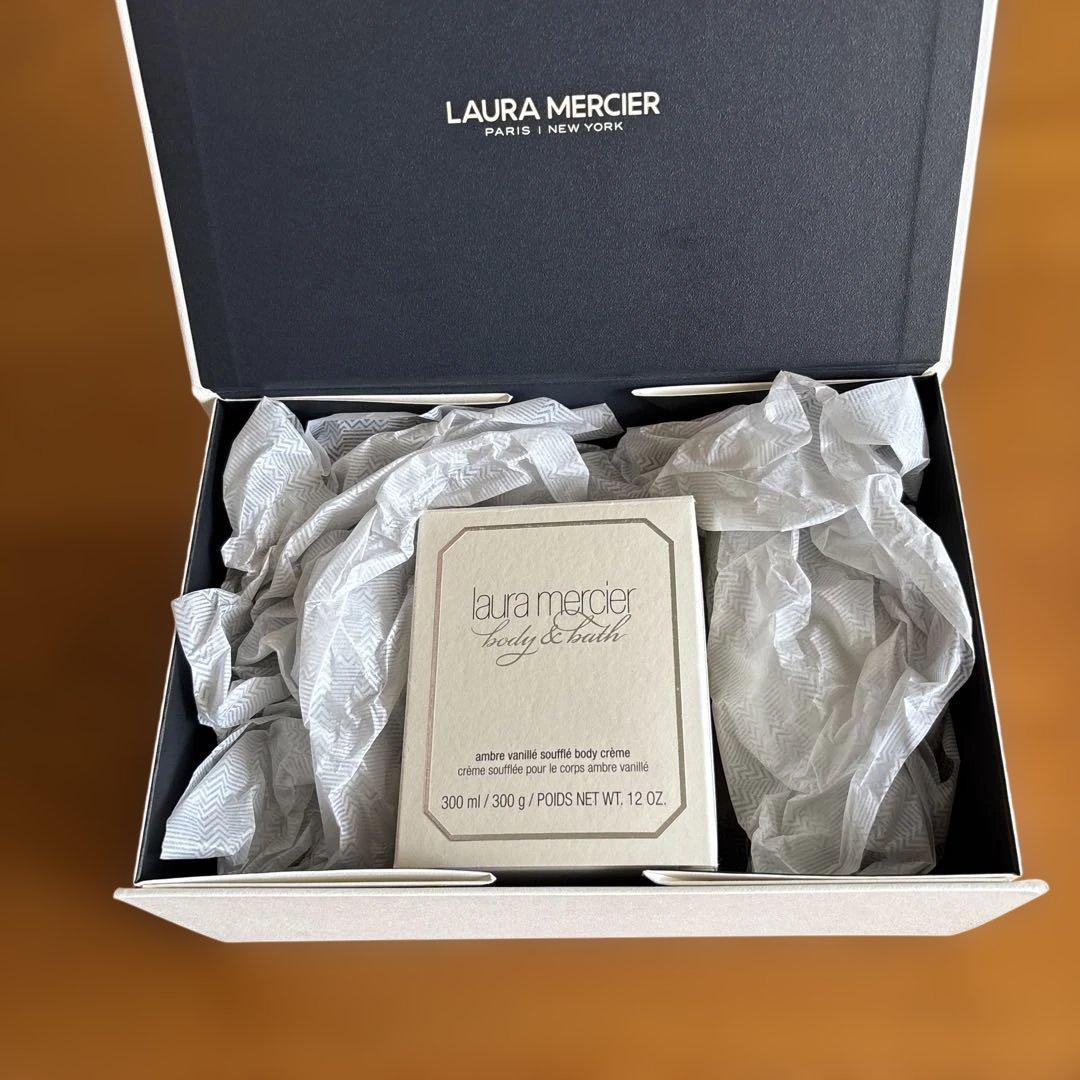 LAURA MERCIER
PARIS | NEW YORK
laura mercier
body & bath
ambre vanillé soufflé body crème
crème soufflée pour le corps ambre vanillé
300 ml / 300 g / POIDS NET WT. 12 OZ.